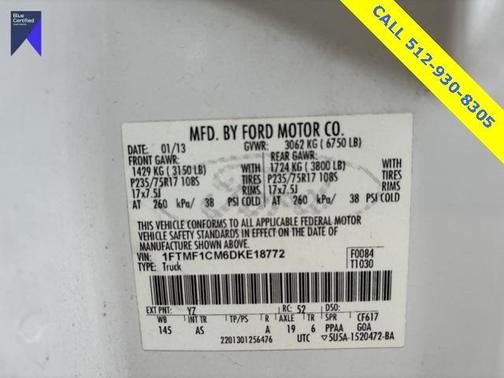 Blue Certified
CALL 512-930-8305
MFD. BY FORD MOTOR CO.
DATE: 01/13 GVWR: 3062 KG (6750 LB)
FRONT GAWR: REAR GAWR:
1429 KG (3150 LB) 1724 KG (3800 LB)
P235/75R17 108S TIRES P235/75R17 108S
17x7.5J RIMS 17x7.5J
AT 260 kPa/ 38 PSI COLD AT 260 kPa/ 38 PSI COLD
THIS VEHICLE CONFORMS TO ALL APPLICABLE FEDERAL MOTOR
VEHICLE SAFETY STANDARDS IN EFFECT ON THE DATE OF
MANUFACTURE SHOWN ABOVE.
VIN: 1FTMF1CM6DKE18772 F0084
TYPE: Truck T1030
EXT PNT: YZ RC: 52 DSO:
WB INT TR TP/PS R AXLE TR SPR CF617
145 AS A 19 6 PPAA GOA
2201301256476 UTC ▽5U5A-1520472-BA